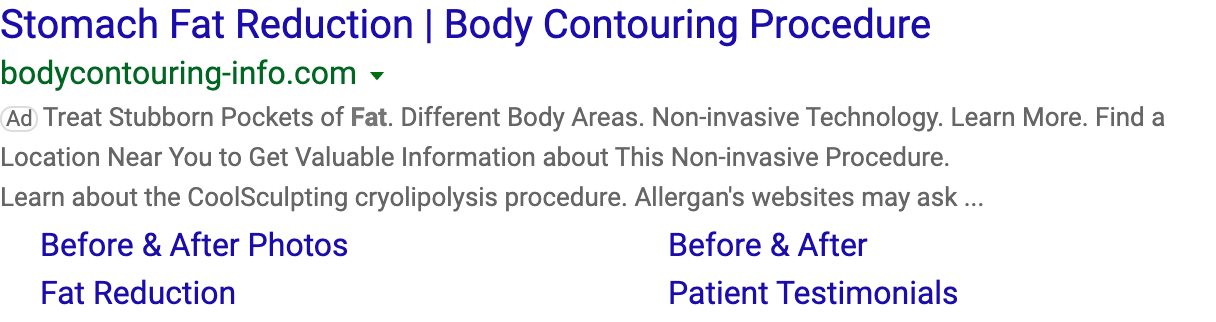 Stomach Fat Reduction | Body Contouring Procedure
bodycontouring-info.com
Ad Treat Stubborn Pockets of Fat. Different Body Areas. Non-invasive Technology. Learn More. Find a
Location Near You to Get Valuable Information about This Non-invasive Procedure.
Learn about the CoolSculpting cryolipolysis procedure. Allergan's websites may ask ...
Before & After Photos Before & After
Fat Reduction Patient Testimonials